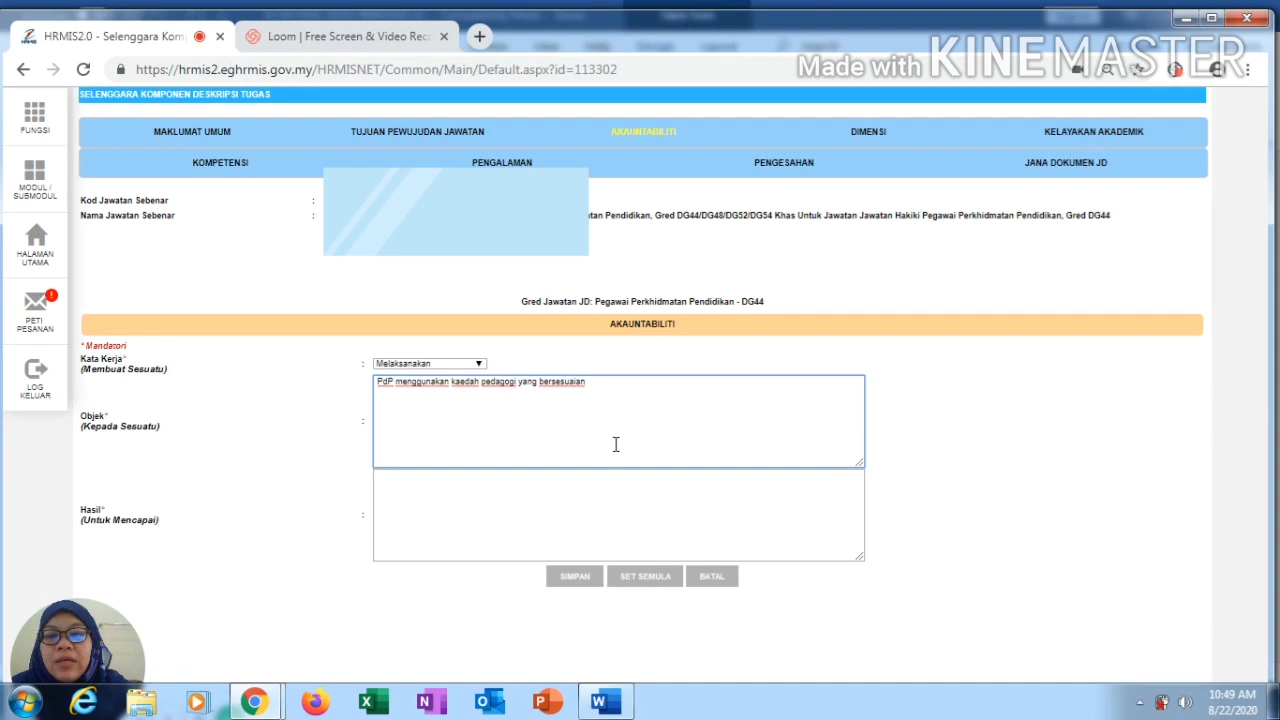 HRMIS2.0 - Selenggara Kom
Loom | Free Screen & Video Rec
https://hrmis2.eghrmis.gov.my/HRMISNET/Common/Main/Default.aspx?id=113302
Made with KINEMASTER
SELENGGARA KOMPONEN DESKRIPSI TUGAS
MAKLUMAT UMUM
TUJUAN PEWUJUDAN JAWATAN
AKAUNTABILITI
DIMENSI
KELAYAKAN AKADEMIK
KOMPETENSI
PENGALAMAN
PENGESAHAN
JANA DOKUMEN JD
FUNGSI
MODUL /
SUBMODUL
HALAMAN
UTAMA
PETI
PESANAN
LOG
KELUAR
Kod Jawatan Sebenar :
Nama Jawatan Sebenar : tan Pendidikan, Gred DG44/DG48/DG52/DG54 Khas Untuk Jawatan Jawatan Hakiki Pegawai Perkhidmatan Pendidikan, Gred DG44
Gred Jawatan JD: Pegawai Perkhidmatan Pendidikan - DG44
AKAUNTABILITI
* Mandatori
Kata Kerja* : Melaksanakan
(Membuat Sesuatu)
PdP menggunakan kaedah pedagogi yang bersesuaian
Objek* :
(Kepada Sesuatu)
Hasil* :
(Untuk Mencapai)
SIMPAN
SET SEMULA
BATAL
10:49 AM
8/22/2020